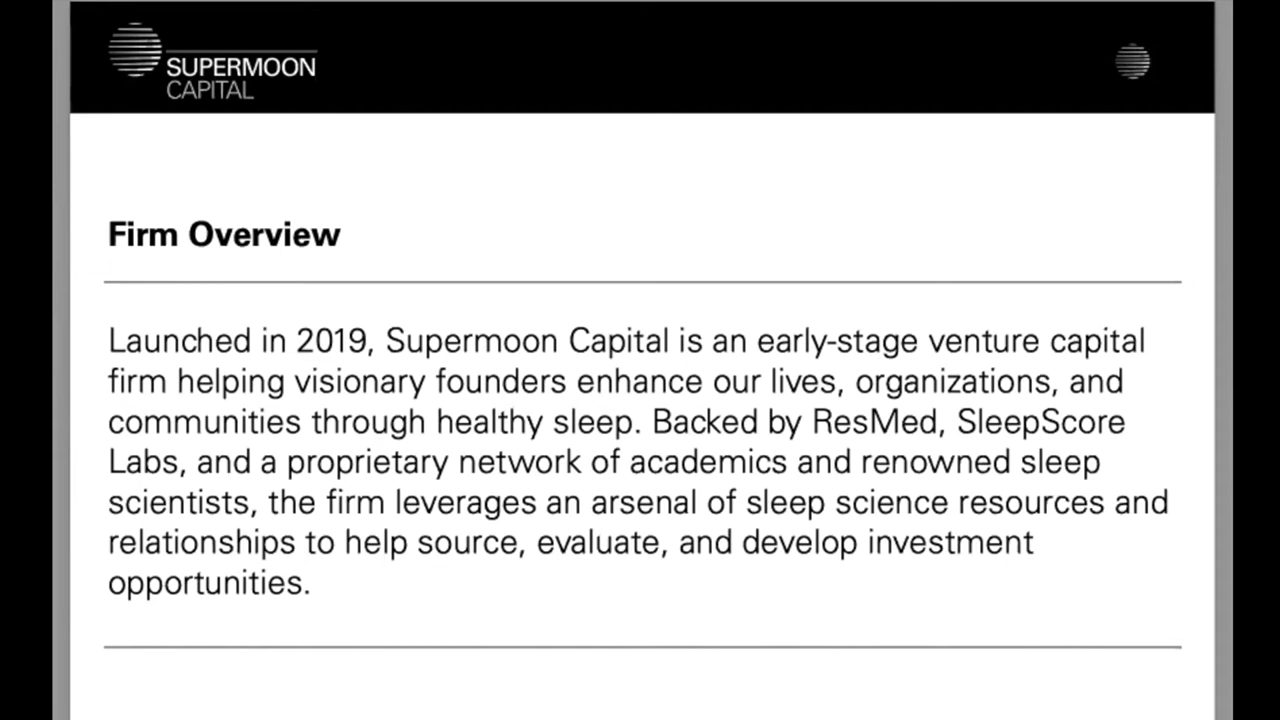 SUPERMOON
CAPITAL
Firm Overview
Launched in 2019, Supermoon Capital is an early-stage venture capital
firm helping visionary founders enhance our lives, organizations, and
communities through healthy sleep. Backed by ResMed, SleepScore
Labs, and a proprietary network of academics and renowned sleep
scientists, the firm leverages an arsenal of sleep science resources and
relationships to help source, evaluate, and develop investment
opportunities.